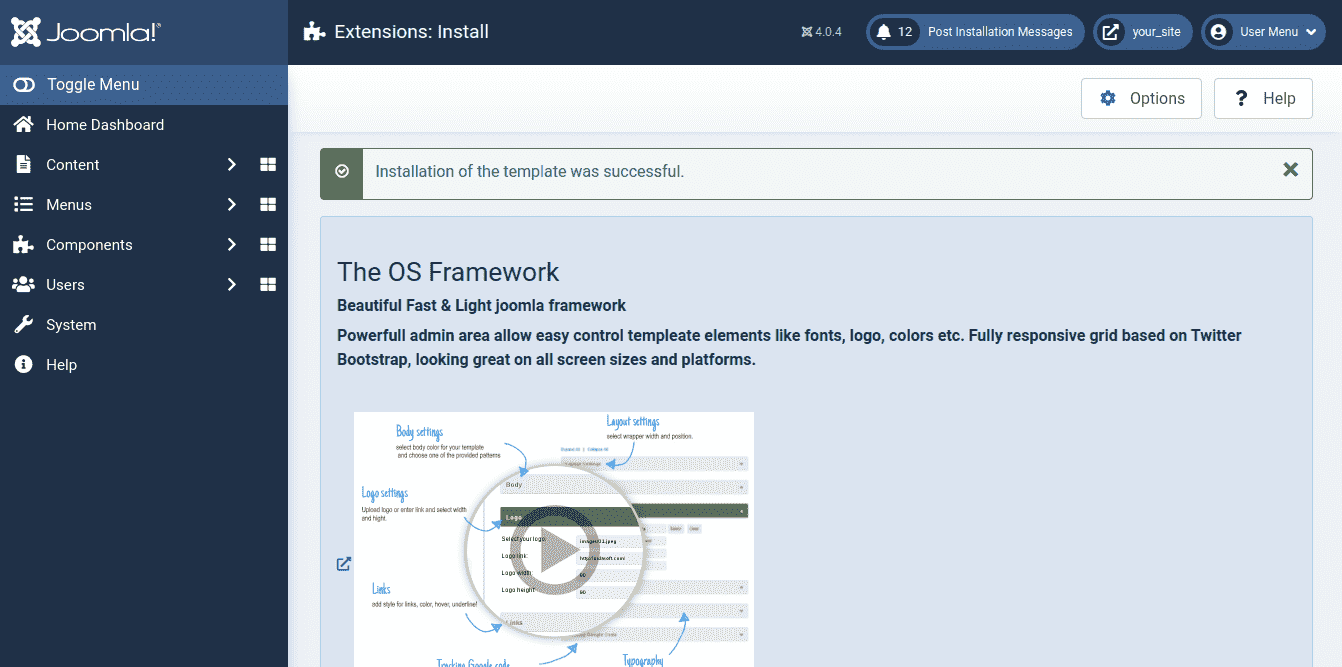 Joomla!®
Extensions: Install
4.0.4
12
Post Installation Messages
your_site
User Menu
Toggle Menu
Home Dashboard
Content
Menus
Components
Users
System
Help
Options
Help
Installation of the template was successful.
The OS Framework
Beautiful Fast & Light joomla framework
Powerfull admin area allow easy control templeate elements like fonts, logo, colors etc. Fully responsive grid based on Twitter
Bootstrap, looking great on all screen sizes and platforms.
Body settings
select body color for your template
and choose one of the provided patterns
Layout settings
select wrapper width and position.
Expand All | Collapse All
Logo settings
Upload logo or enter link and select width
and hight.
Body
Logo
Select your logo
Logo link:
Logo width:
60
Logo height
60
Links
add style for links, color, hover, underline!
Links
Tracking Google code
Typography